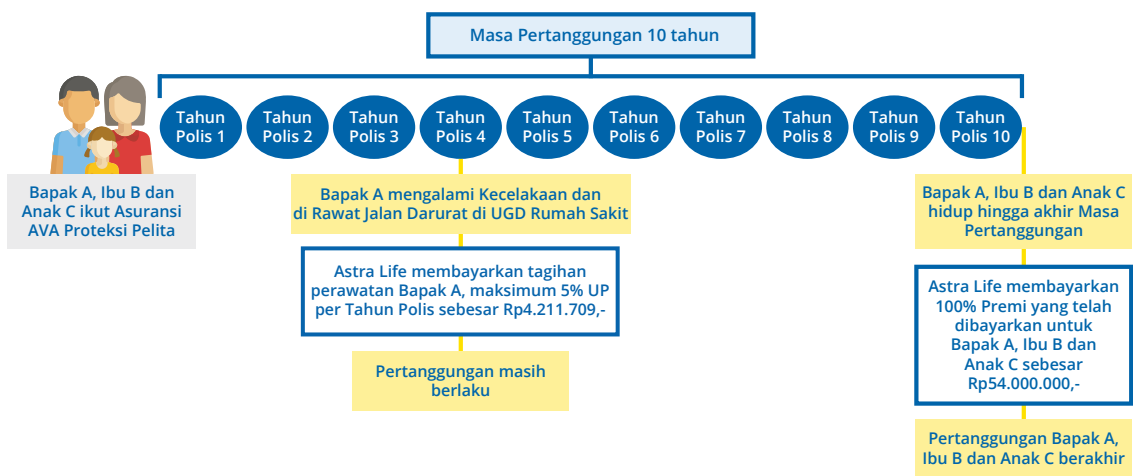 Masa Pertanggungan 10 tahun
Tahun
Polis 1
Tahun
Polis 2
Tahun
Polis 3
Tahun
Polis 4
Tahun
Polis 5
Tahun
Polis 6
Tahun
Polis 7
Tahun
Polis 8
Tahun
Polis 9
Tahun
Polis 10
Bapak A, Ibu B dan
Anak C ikut Asuransi
AVA Proteksi Pelita
Bapak A mengalami Kecelakaan dan
di Rawat Jalan Darurat di UGD Rumah Sakit
Astra Life membayarkan tagihan
perawatan Bapak A, maksimum 5% UP
per Tahun Polis sebesar Rp4.211.709,-
Pertanggungan masih
berlaku
Bapak A, Ibu B dan Anak C
hidup hingga akhir Masa
Pertanggungan
Astra Life membayarkan
100% Premi yang telah
dibayarkan untuk
Bapak A, Ibu B dan
Anak C sebesar
Rp54.000.000,-
Pertanggungan Bapak A,
Ibu B dan Anak C berakhir